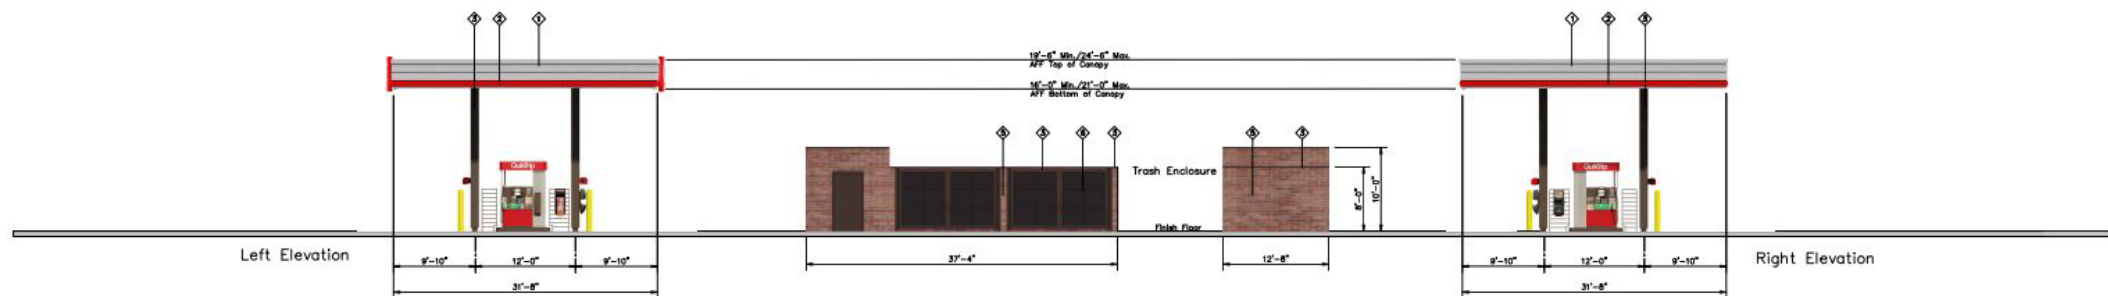 3 2 1
1 2 3
19'-6" Min./24'-6" Max.
AFF Top of Canopy
16'-0" Min./21'-0" Max.
AFF Bottom of Canopy
5 3 6 4
5 3
QuikTrip
QuikTrip
Trash Enclosure
8'-0"
10'-0"
Finish Floor
Left Elevation
9'-10" 12'-0" 9'-10"
31'-8"
37'-4"
12'-8"
9'-10" 12'-0" 9'-10"
31'-8"
Right Elevation